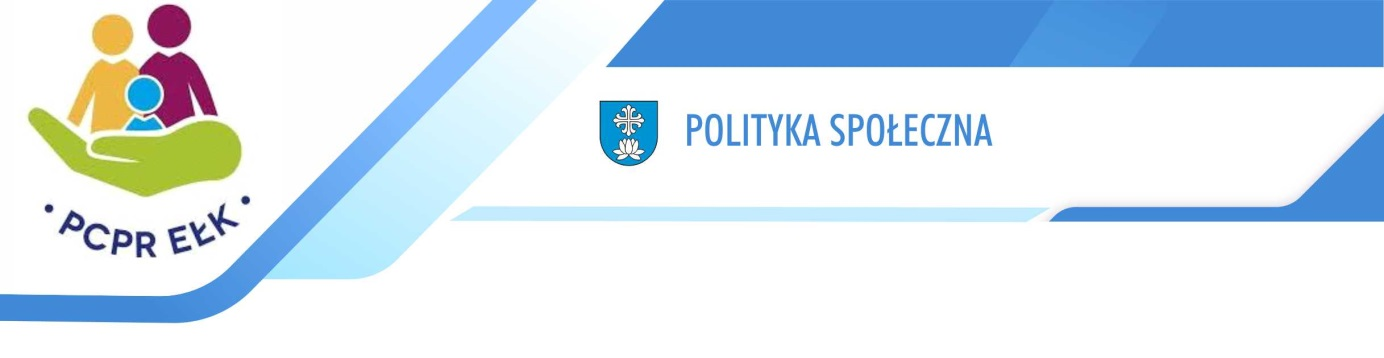 POLITYKA SPOŁECZNA
• PCPR EŁK •